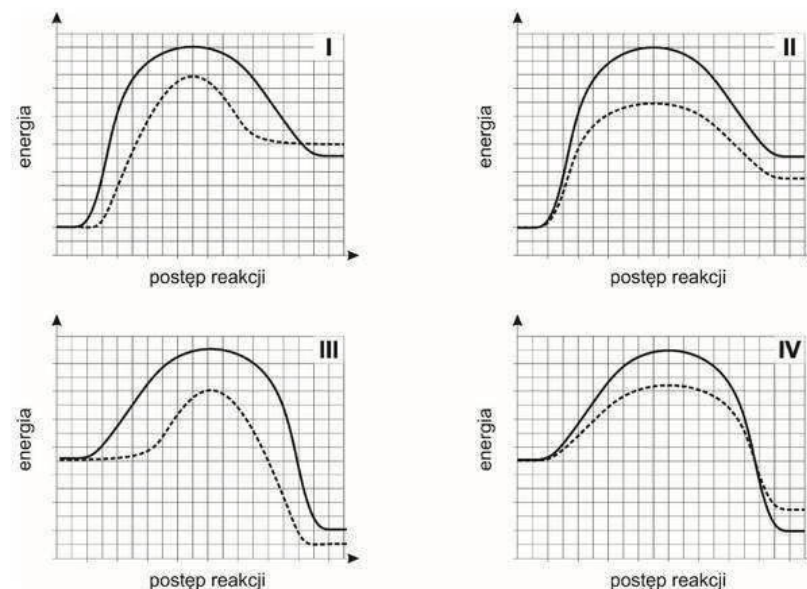 I
energia
postęp reakcji
II
energia
postęp reakcji
III
energia
postęp reakcji
IV
energia
postęp reakcji